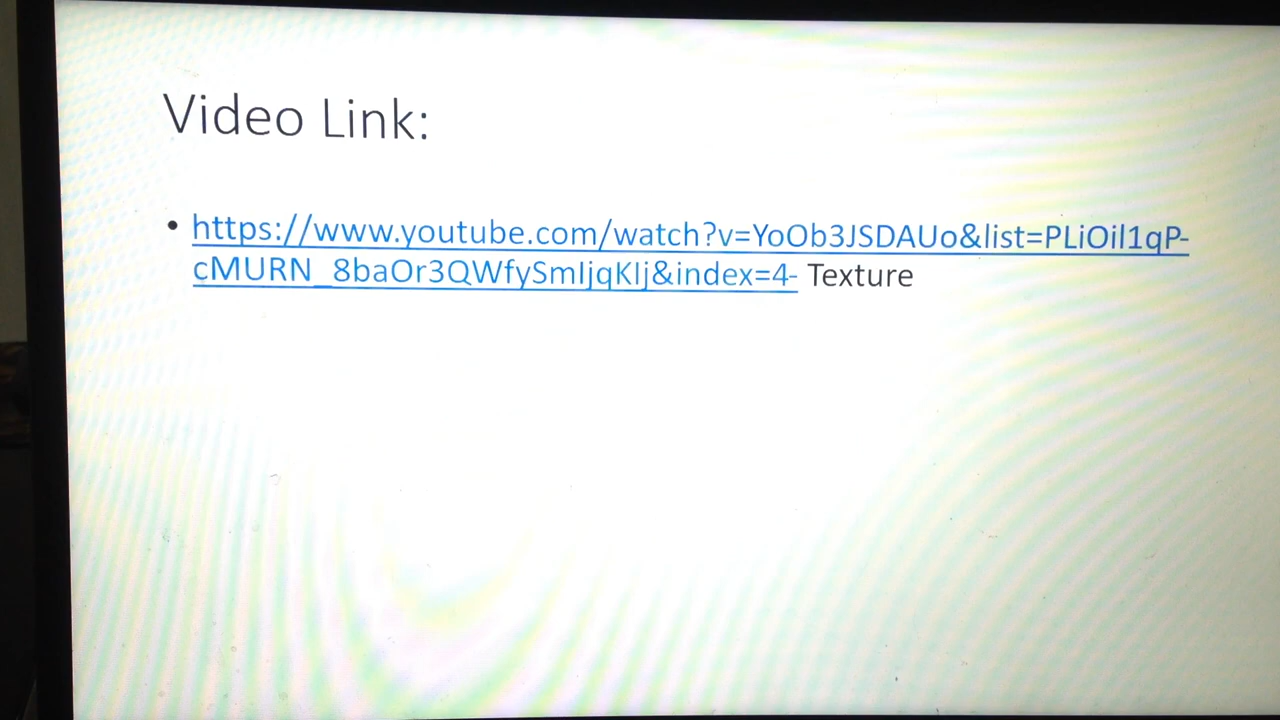 Video Link:
• https://www.youtube.com/watch?v=YoOb3JSDAUo&list=PLiOil1qP-
cMURN_8baOr3QWfySmIjqKIj&index=4- Texture